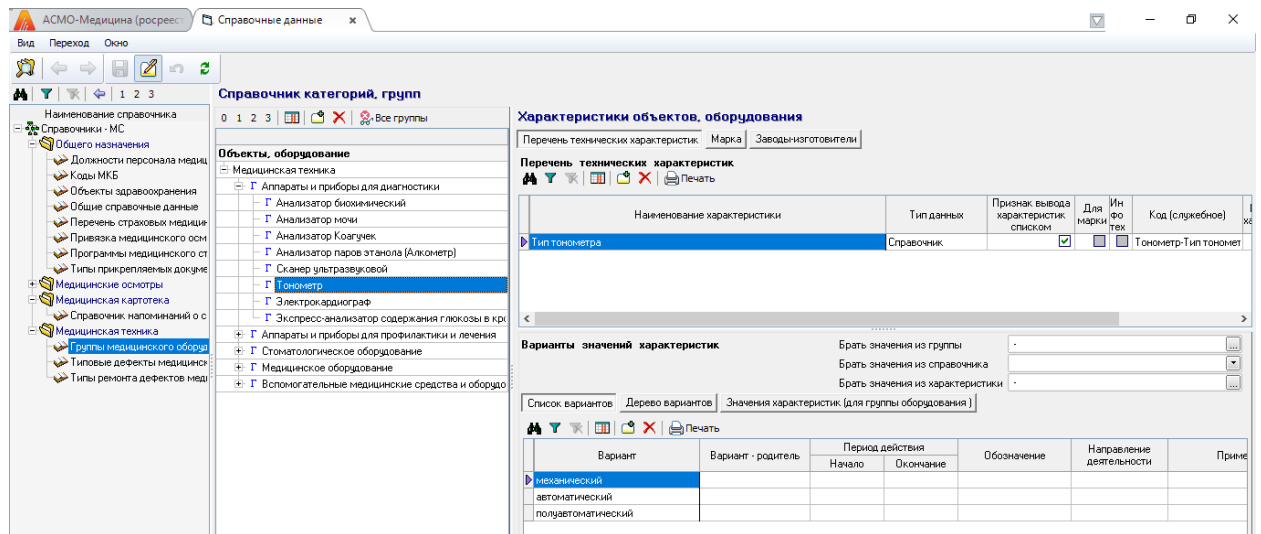 АСМО-Медицина (росреест
Справочные данные
Вид Переход Окно
1 2 3
Справочник категорий, групп
Наименование справочника
Справочники - МС
Общего назначения
Должности персонала медиц
Коды МКБ
Объекты здравоохранения
Общие справочные данные
Перечень страховых медицин
Привязка медицинского осм
Программы медицинского ст
Типы прикрепляемых докуме
Медицинские осмотры
Медицинская картотека
Справочник напоминаний о с
Медицинская техника
Группы медицинского оборуд
Типовые дефекты медицинск
Типы ремонта дефектов меди
0 1 2 3 Все группы
Объекты, оборудование
Медицинская техника
Г Аппараты и приборы для диагностики
Г Анализатор биохимический
Г Анализатор мочи
Г Анализатор Коагучек
Г Анализатор паров этанола (Алкометр)
Г Сканер ультразвуковой
Г Тонометр
Г Электрокардиограф
Г Экспресс-анализатор содержания глюкозы в кро
Г Аппараты и приборы для профилактики и лечения
Г Стоматологическое оборудование
Г Медицинское оборудование
Г Вспомогательные медицинские средства и оборудо
Характеристики объектов, оборудования
Перечень технических характеристик Марка Заводы-изготовители
Перечень технических характеристик
Печать
Наименование характеристики Тип данных Признак вывода характеристик списком Для марки Ин фо тех Код (служебное)
Тип тонометра Справочник Тонометр-Тип тономет
Варианты значений характеристик
Брать значения из группы
Брать значения из справочника
Брать значения из характеристики
Список вариантов Дерево вариантов Значения характеристик (для группы оборудования )
Печать
Вариант Вариант - родитель Период действия Обозначение Направление деятельности Приме
Начало Окончание
механический
автоматический
полуавтоматический